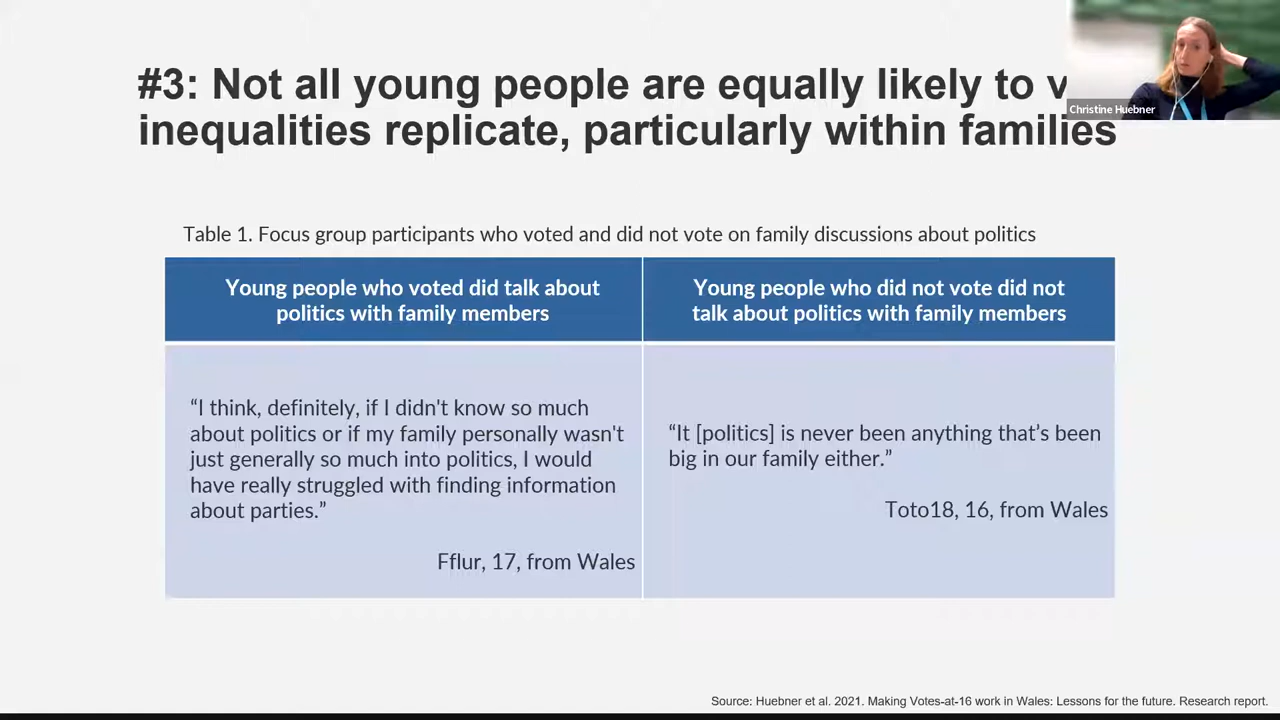 #3: Not all young people are equally likely to
inequalities replicate, particularly within families
Christine Huebner
Table 1. Focus group participants who voted and did not vote on family discussions about politics
Young people who voted did talk about
politics with family members
Young people who did not vote did not
talk about politics with family members
“I think, definitely, if I didn't know so much
about politics or if my family personally wasn't
just generally so much into politics, I would
have really struggled with finding information
about parties.”
Fflur, 17, from Wales
“It [politics] is never been anything that’s been
big in our family either.”
Toto18, 16, from Wales
Source: Huebner et al. 2021. Making Votes-at-16 work in Wales: Lessons for the future. Research report.